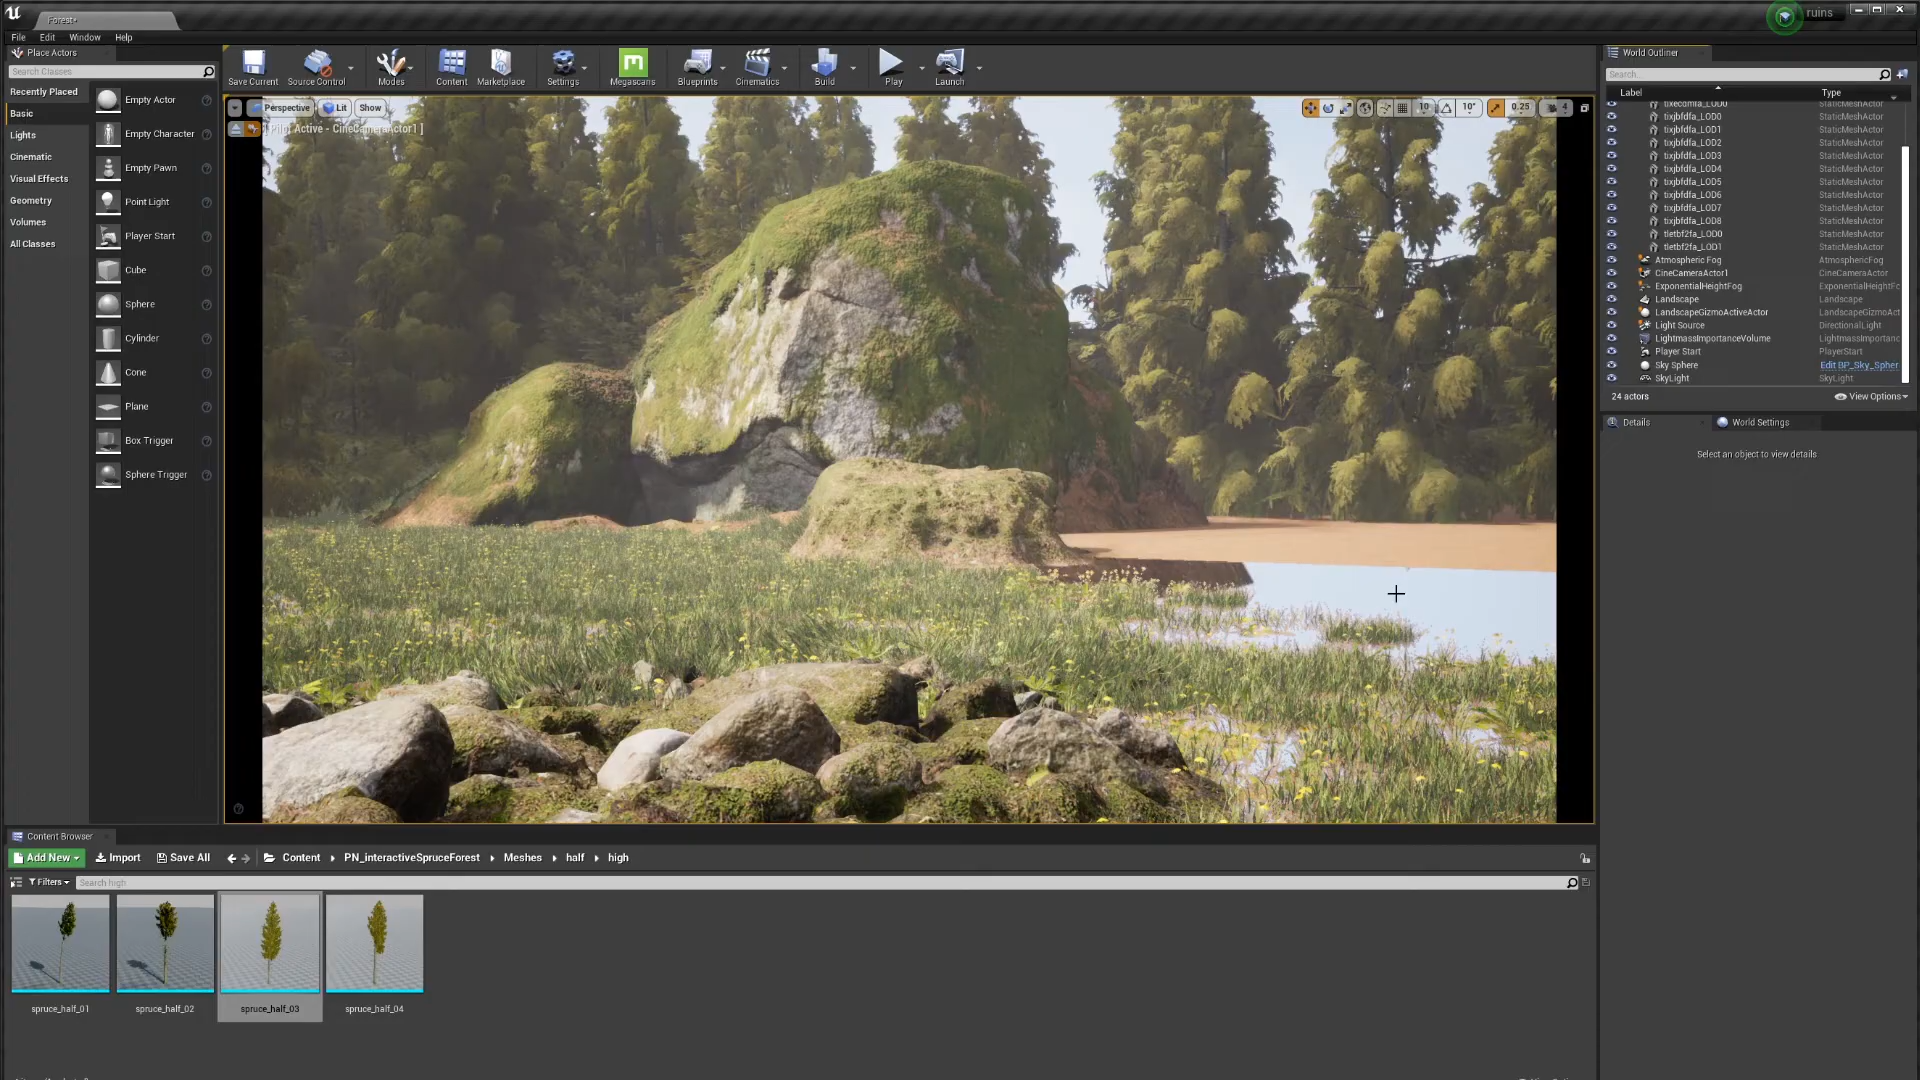 Forest*
ruins
File Edit Window Help
Place Actors
Search Classes
Recently Placed
Basic
Lights
Cinematic
Visual Effects
Geometry
Volumes
All Classes
Empty Actor
Empty Character
Empty Pawn
Point Light
Player Start
Cube
Sphere
Cylinder
Cone
Plane
Box Trigger
Sphere Trigger
Save Current
Source Control
Modes
Content
Marketplace
Settings
Megascans
Blueprints
Cinematics
Build
Play
Launch
Perspective Lit Show
Pilot Active - CineCameraActor1 ]
10 10° 0.25 4
World Outliner
Search...
Label Type
tixjbfdfa_LOD0 StaticMeshActor
tixjbfdfa_LOD1 StaticMeshActor
tixjbfdfa_LOD2 StaticMeshActor
tixjbfdfa_LOD3 StaticMeshActor
tixjbfdfa_LOD4 StaticMeshActor
tixjbfdfa_LOD5 StaticMeshActor
tixjbfdfa_LOD6 StaticMeshActor
tixjbfdfa_LOD7 StaticMeshActor
tixjbfdfa_LOD8 StaticMeshActor
tletbf2fa_LOD0 StaticMeshActor
tletbf2fa_LOD1 StaticMeshActor
Atmospheric Fog AtmosphericFog
CineCameraActor1 CineCameraActor
ExponentialHeightFog ExponentialHeightFc
Landscape Landscape
LandscapeGizmoActiveActor LandscapeGizmoAct
Light Source DirectionalLight
LightmassImportanceVolume LightmassImportanc
Player Start PlayerStart
Sky Sphere Edit BP_Sky_Spher
SkyLight SkyLight
24 actors View Options
Details World Settings
Select an object to view details
Content Browser
Add New Import Save All Content PN_interactiveSpruceForest Meshes half high
Filters Search high
spruce_half_01
spruce_half_02
spruce_half_03
spruce_half_04